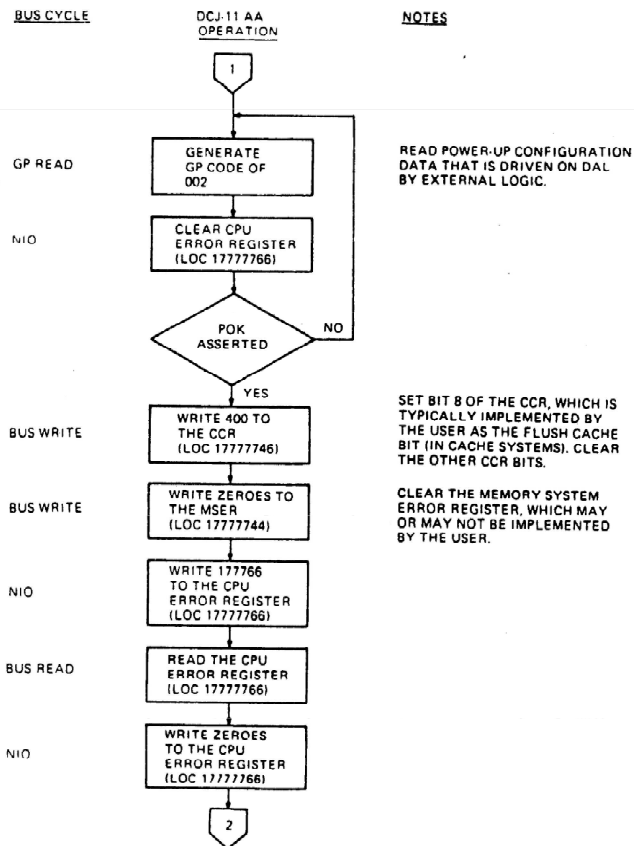 BUS CYCLE
DCJ-11 AA
OPERATION
NOTES
1
GP READ
GENERATE
GP CODE OF
002
READ POWER-UP CONFIGURATION
DATA THAT IS DRIVEN ON DAL
BY EXTERNAL LOGIC.
NIO
CLEAR CPU
ERROR REGISTER
(LOC 17777766)
POK
ASSERTED
NO
YES
BUS WRITE
WRITE 400 TO
THE CCR
(LOC 17777746)
SET BIT 8 OF THE CCR, WHICH IS
TYPICALLY IMPLEMENTED BY
THE USER AS THE FLUSH CACHE
BIT (IN CACHE SYSTEMS). CLEAR
THE OTHER CCR BITS.
BUS WRITE
WRITE ZEROES TO
THE MSER
(LOC 17777744)
CLEAR THE MEMORY SYSTEM
ERROR REGISTER, WHICH MAY
OR MAY NOT BE IMPLEMENTED
BY THE USER.
NIO
WRITE 177766
TO THE CPU
ERROR REGISTER
(LOC 17777766)
BUS READ
READ THE CPU
ERROR REGISTER
(LOC 17777766)
NIO
WRITE ZEROES
TO THE CPU
ERROR REGISTER
(LOC 17777766)
2